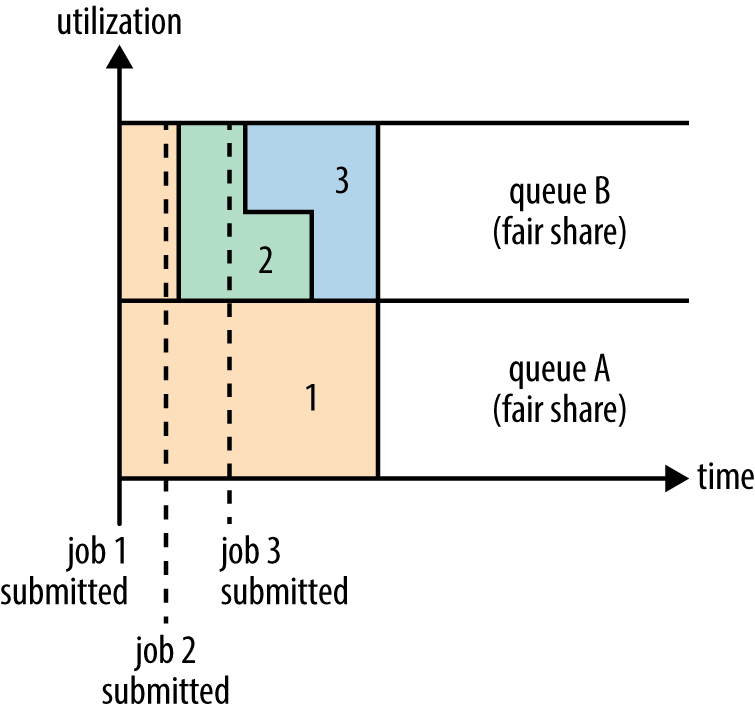 utilization
3
queue B
(fair share)
2
queue A
(fair share)
1
time
job 1
submitted
job 3
submitted
job 2
submitted